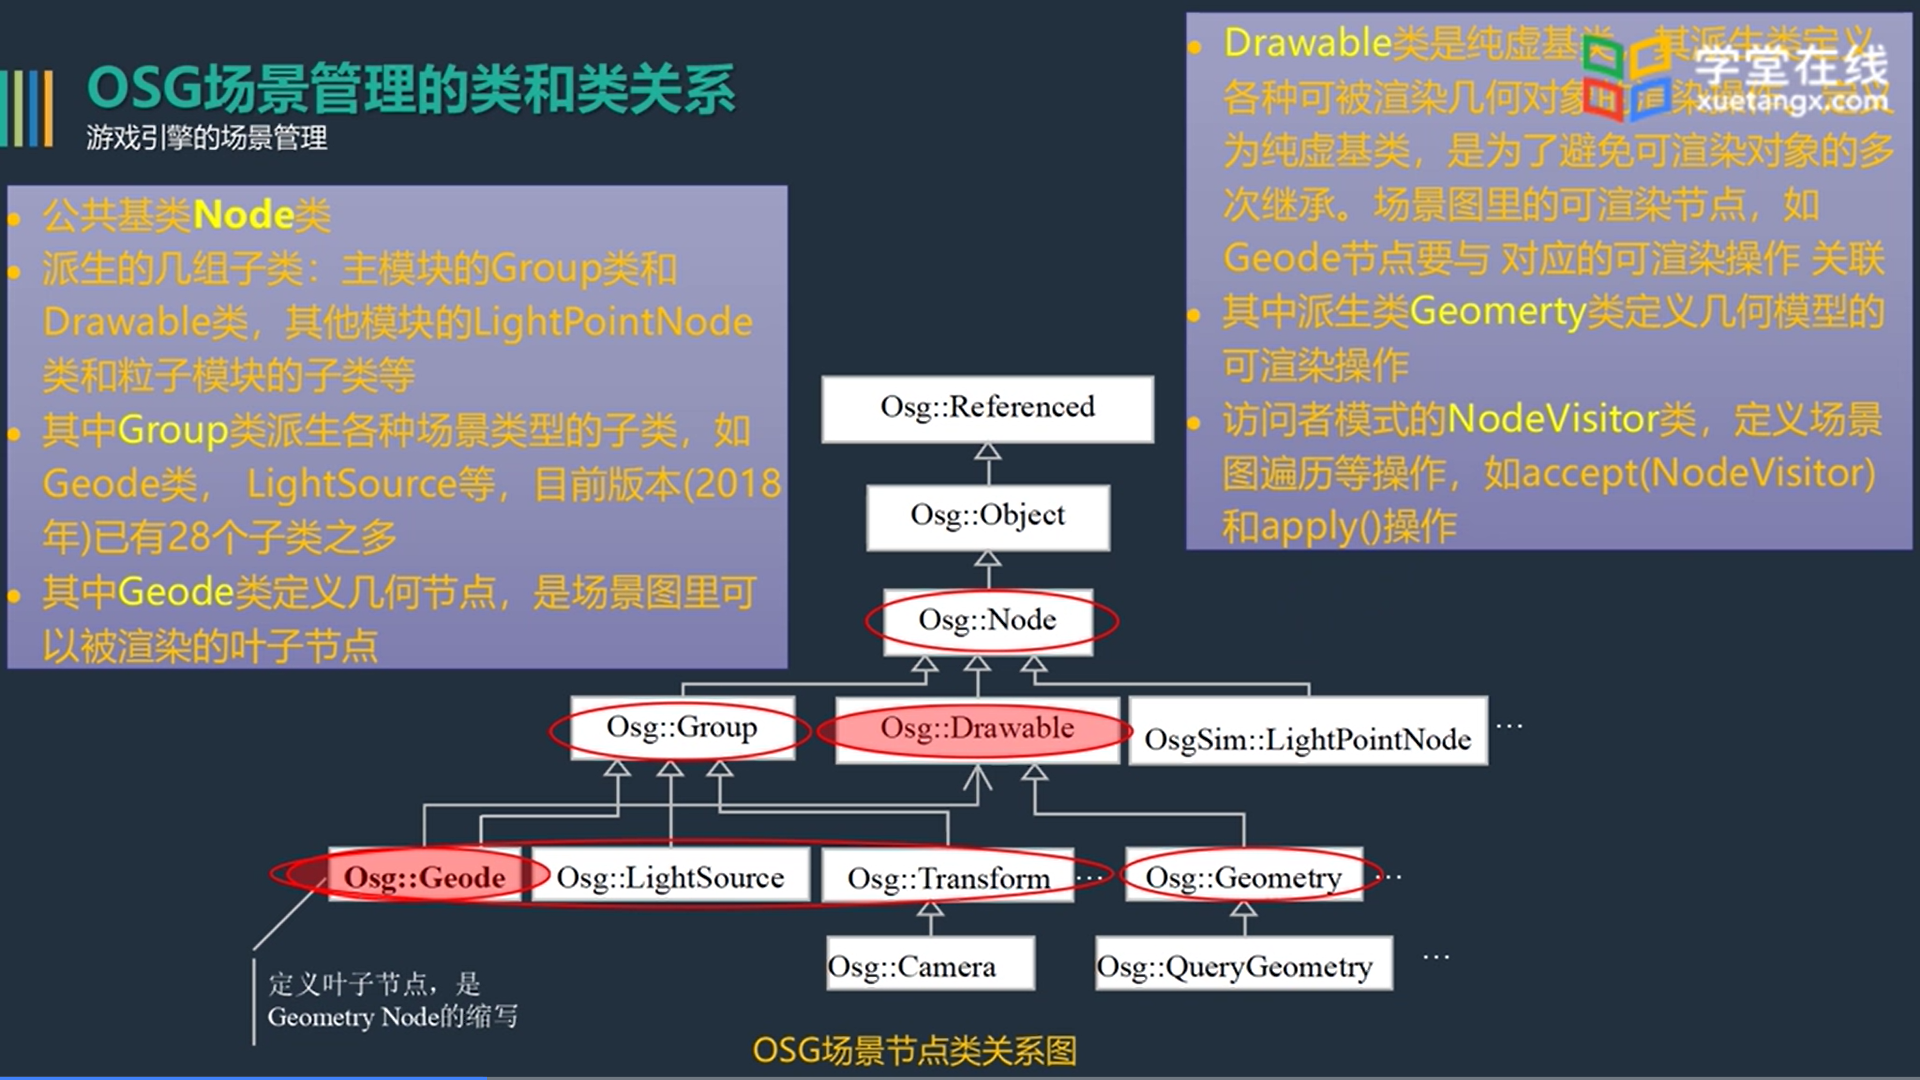 OSG场景管理的类和类关系
游戏引擎的场景管理
公共基类Node类
派生的几组子类：主模块的Group类和
Drawable类，其他模块的LightPointNode
类和粒子模块的子类等
其中Group类派生各种场景类型的子类，如
Geode类， LightSource等，目前版本(2018
年)已有28个子类之多
其中Geode类定义几何节点，是场景图里可
以被渲染的叶子节点
Drawable类是纯虚基类，其派生类定义
各种可被渲染几何对象的渲染操作。定义
为纯虚基类，是为了避免可渲染对象的多
次继承。场景图里的可渲染节点，如
Geode节点要与 对应的可渲染操作 关联
其中派生类Geomerty类定义几何模型的
可渲染操作
访问者模式的NodeVisitor类，定义场景
图遍历等操作，如accept(NodeVisitor)
和apply()操作
学堂在线
xuetangx.com
Osg::Referenced
Osg::Object
Osg::Node
Osg::Group
Osg::Drawable
OsgSim::LightPointNode
...
Osg::Geode
Osg::LightSource
Osg::Transform
...
Osg::Geometry
...
Osg::Camera
Osg::QueryGeometry
...
定义叶子节点，是
Geometry Node的缩写
OSG场景节点类关系图